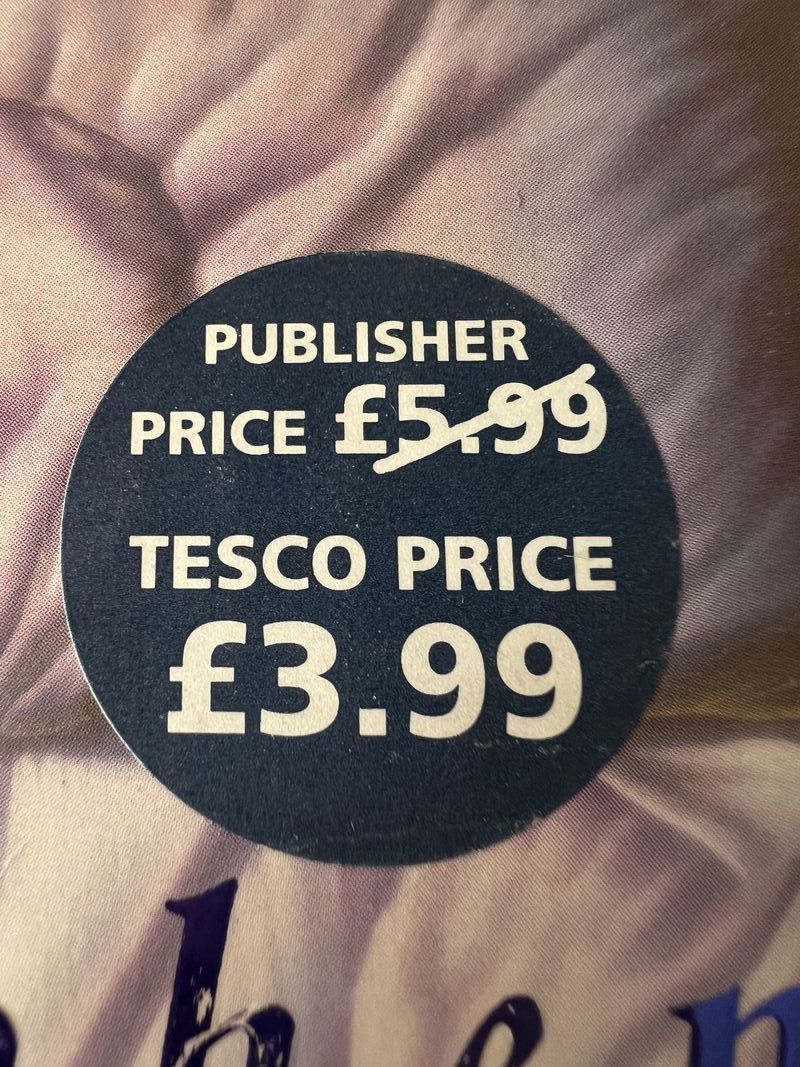 PUBLISHER
PRICE £5.99
TESCO PRICE
£3.99